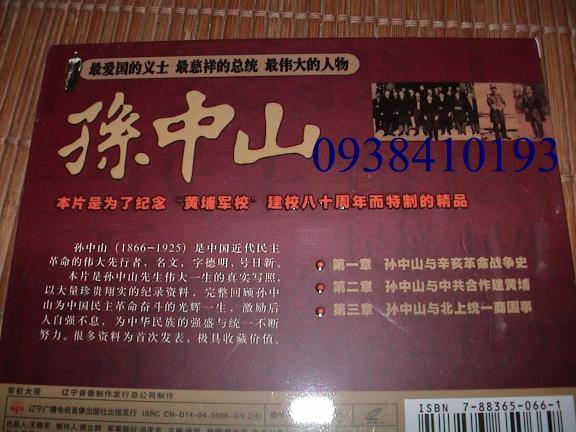 最爱国的义士 最慈祥的总统 最伟大的人物
孙中山
0938410193
本片是为了纪念“黄埔军校”建校八十周年而特制的精品
孙中山(1866-1925)是中国近代民主
革命的伟大先行者,名文,字德明,号日新。
本片是孙中山先生伟大一生的真实写照,
以大量珍贵翔实的纪录资料,完整回顾孙中
山为中国民主革命奋斗的光辉一生,激励后
人自强不息,为中华民族的强盛与统一不断
努力。很多资料为首次发表,极具收藏价值。
第一章 孙中山与辛亥革命战争史
第二章 孙中山与中共合作建黄埔
第三章 孙中山与北上统一商国事
军校大观 辽宁音像制作发行总公司制作
辽宁广播电视音像出版社出版发行 ISRC CN-D14-04-0066-0/V.Z(6)
ISBN 7-88365-066-1